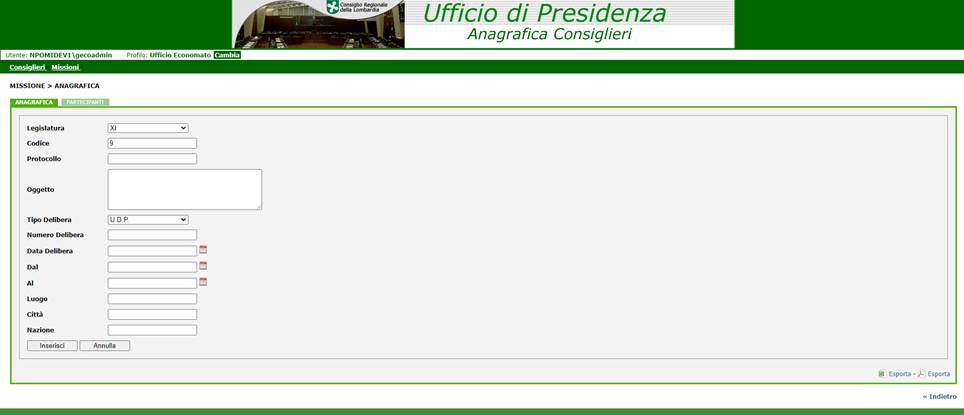 Consiglio Regionale
della Lombardia
Ufficio di Presidenza
Anagrafica Consiglieri
Utente: NPOMIDEV1\gecoadmin Profilo: Ufficio Economato Cambia
Consiglieri Missioni
MISSIONE > ANAGRAFICA
ANAGRAFICA PARTECIPANTI
Legislatura XI
Codice 9
Protocollo
Oggetto
Tipo Delibera U.D.P.
Numero Delibera
Data Delibera
Dal
Al
Luogo
Città
Nazione
Inserisci Annulla
Esporta - Esporta
« Indietro